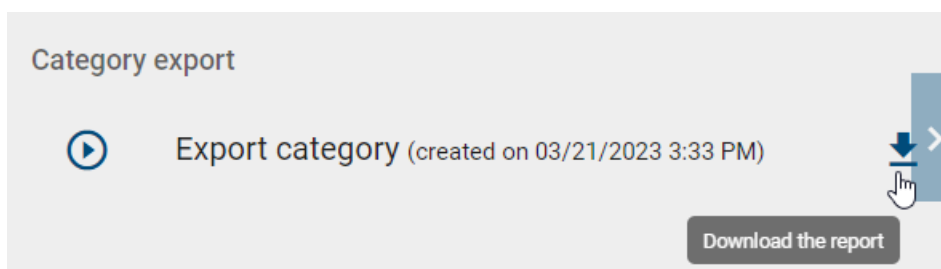 Category export
Export category (created on 03/21/2023 3:33 PM)
Download the report